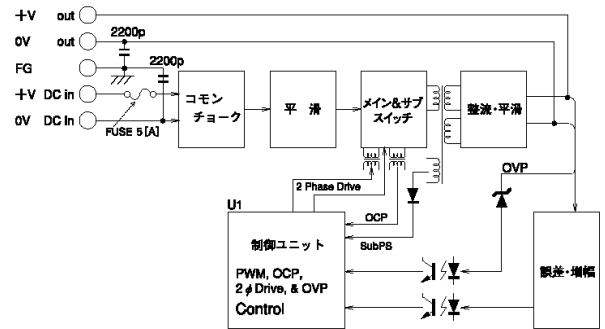 +V out
0V out
2200p
FG
2200p
+V DC in
0V DC in
FUSE 5 [A]
コモン
チョーク
平 滑
メイン&サブ
スイッチ
整流・平滑
2 Phase Drive
OVP
U1
OCP
SubPS
制御ユニット
PWM, OCP,
2φDrive, & OVP
Control
誤差・増幅